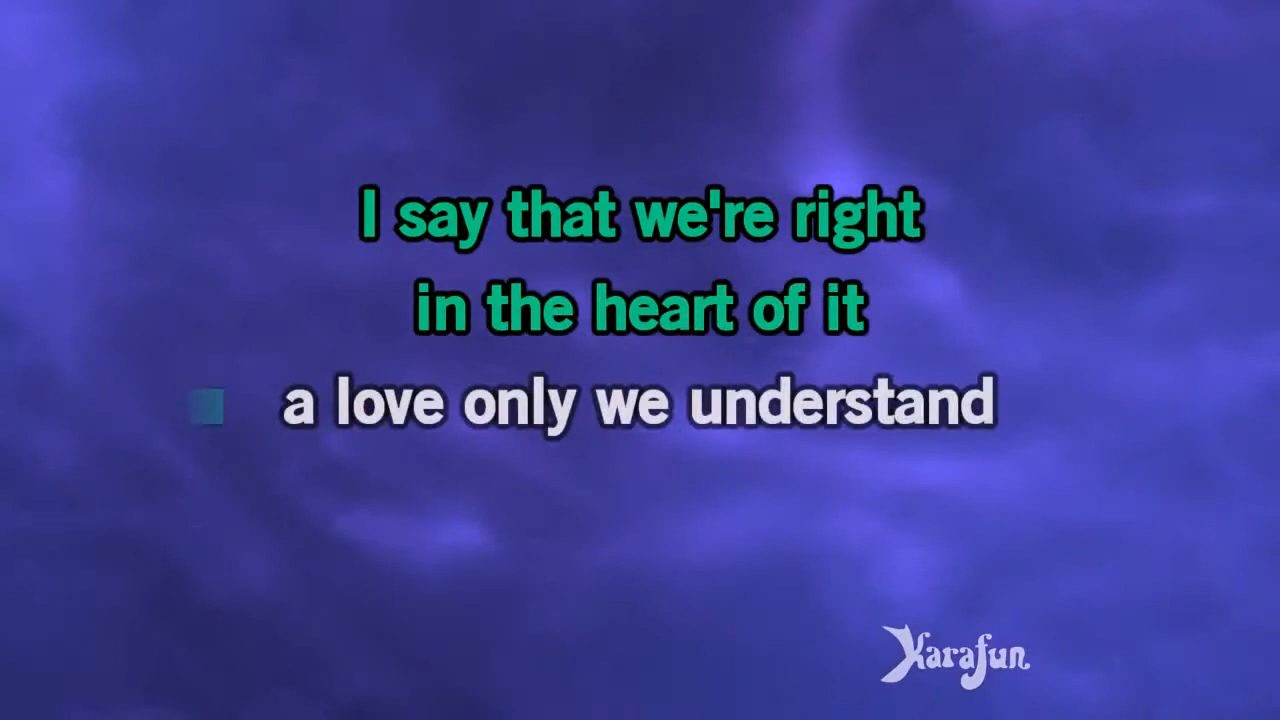 I say that we're right
in the heart of it
a love only we understand
Karafun